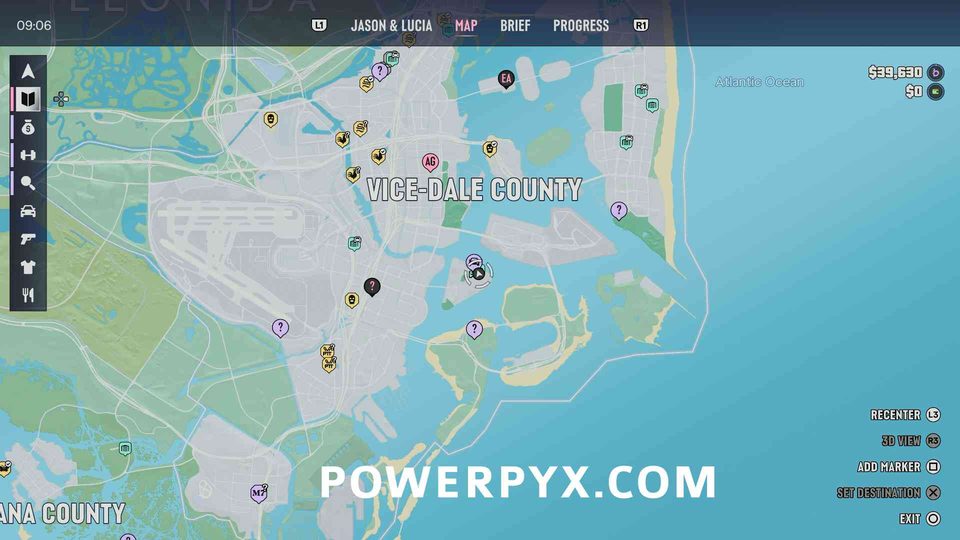 LEONIDA
09:06
L1 JASON & LUCIA MAP BRIEF PROGRESS R1
$39,630
$0
Atlantic Ocean
EA
AG
VICE-DALE COUNTY
?
?
?
?
?
?
M?
ANA COUNTY
POWERPYX.COM
RECENTER L3
3D VIEW R3
ADD MARKER
SET DESTINATION
EXIT